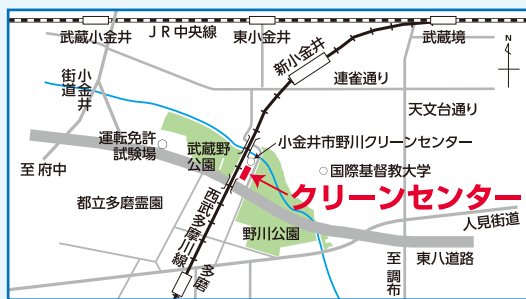 武蔵小金井
JR中央線
東小金井
武蔵境
新小金井
連雀通り
小金井
街道
天文台通り
小金井市野川クリーンセンター
運転免許
試験場
武蔵野
公園
至府中
国際基督教大学
クリーンセンター
都立多磨霊園
西武多摩川線
野川公園
人見街道
多磨
東八道路
至調布
N